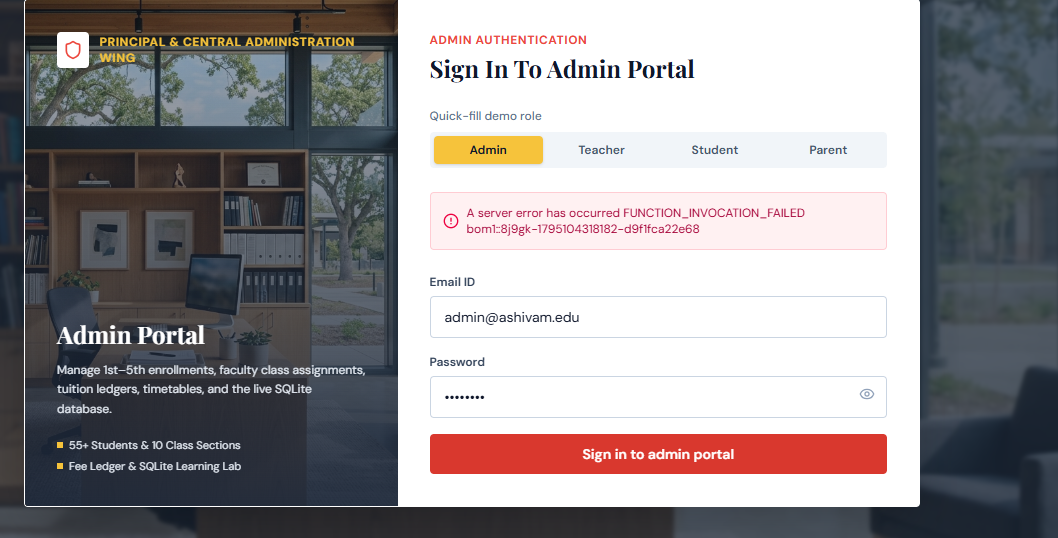 PRINCIPAL & CENTRAL ADMINISTRATION
WING
Admin Portal
Manage 1st–5th enrollments, faculty class assignments,
tuition ledgers, timetables, and the live SQLite
database.
55+ Students & 10 Class Sections
Fee Ledger & SQLite Learning Lab
ADMIN AUTHENTICATION
Sign In To Admin Portal
Quick-fill demo role
Admin Teacher Student Parent
A server error has occurred FUNCTION_INVOCATION_FAILED
bom1::8j9gk-1795104318182-d9f1fca22e68
Email ID
admin@ashivam.edu
Password
••••••••
Sign in to admin portal